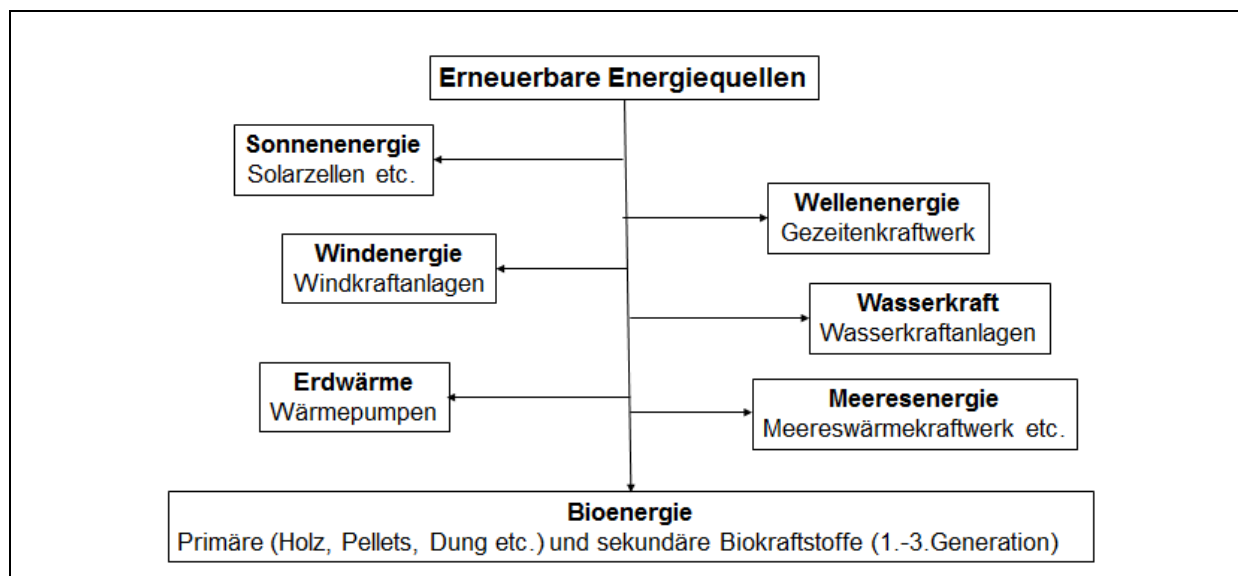 Erneuerbare Energiequellen
Sonnenenergie
Solarzellen etc.
Wellenenergie
Gezeitenkraftwerk
Windenergie
Windkraftanlagen
Wasserkraft
Wasserkraftanlagen
Erdwärme
Wärmepumpen
Meeresenergie
Meereswärmekraftwerk etc.
Bioenergie
Primäre (Holz, Pellets, Dung etc.) und sekundäre Biokraftstoffe (1.-3.Generation)